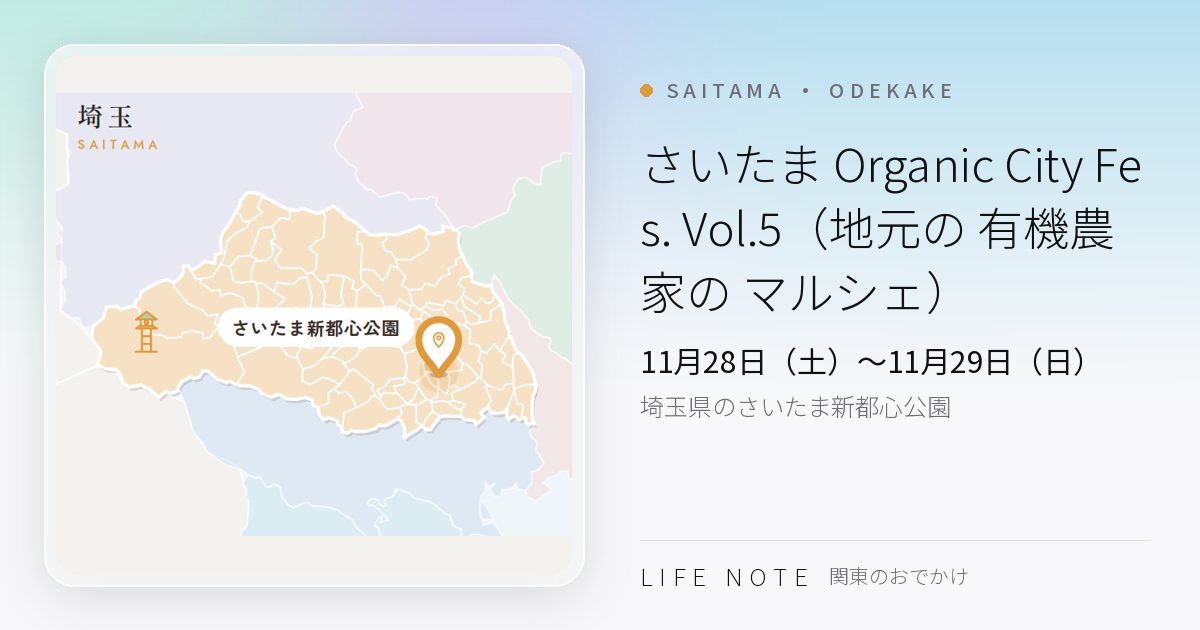 埼玉
SAITAMA
さいたま新都心公園
SAITAMA • ODEKAKE
さいたま Organic City Fe
s. Vol.5（地元の 有機農
家の マルシェ）
11月28日（土）〜11月29日（日）
埼玉県のさいたま新都心公園
LIFE NOTE 関東のおでかけ